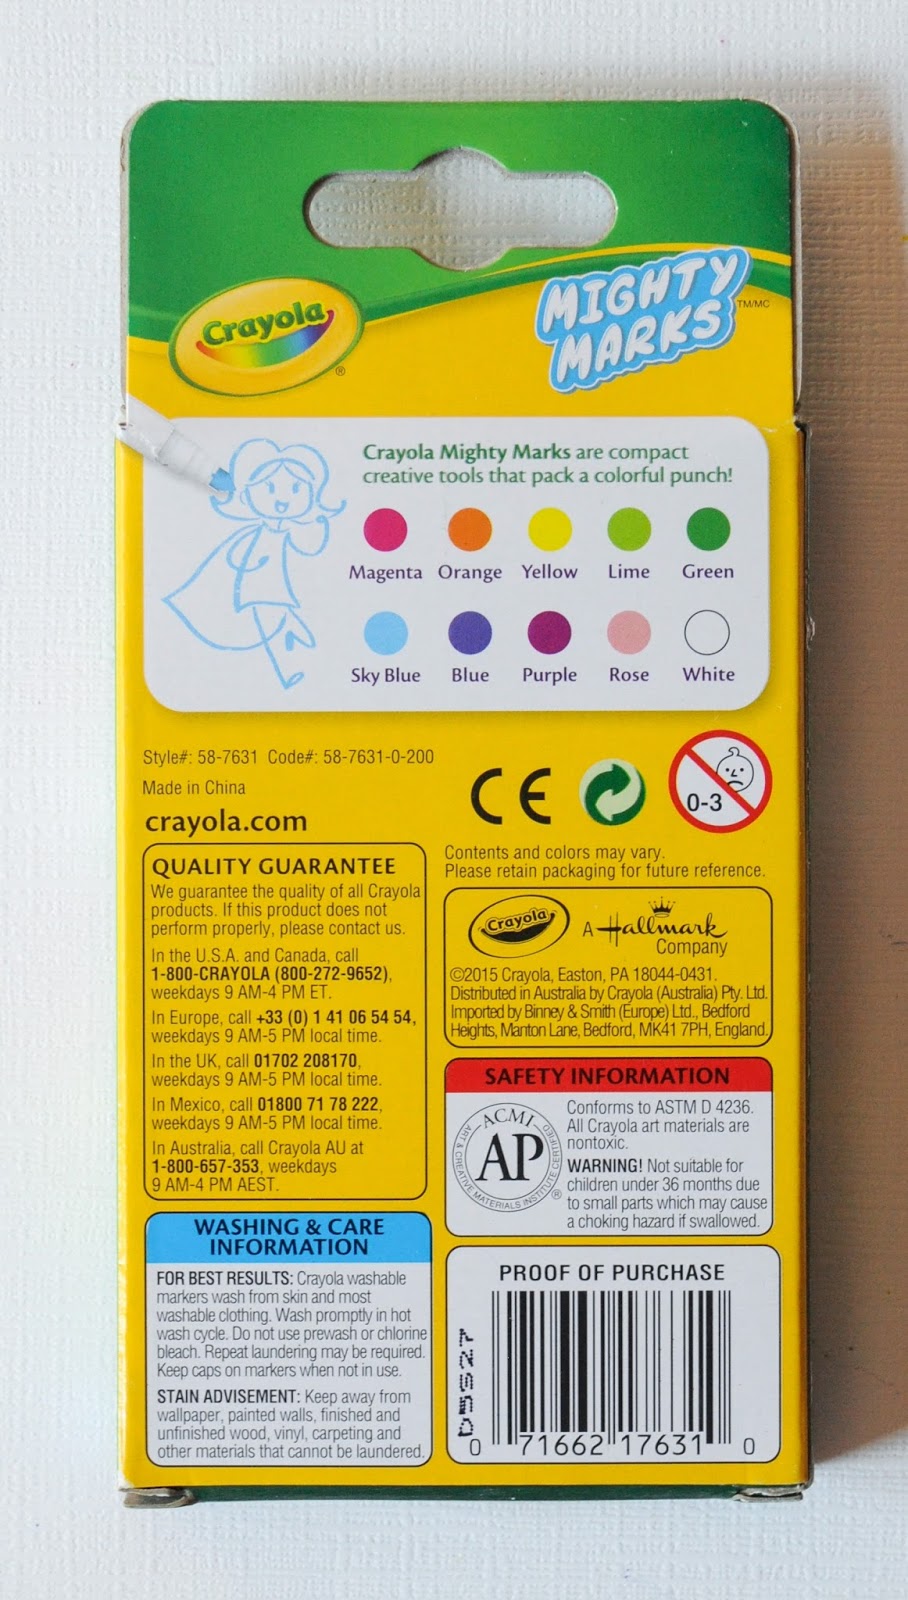 Crayola
®
MIGHTY
MARKS
TM/MC
Crayola Mighty Marks are compact
creative tools that pack a colorful punch!
Magenta Orange Yellow Lime Green
Sky Blue Blue Purple Rose White
Style#: 58-7631 Code#: 58-7631-0-200
Made in China
crayola.com
CE
0-3
QUALITY GUARANTEE
We guarantee the quality of all Crayola
products. If this product does not
perform properly, please contact us.
In the U.S.A. and Canada, call
1-800-CRAYOLA (800-272-9652),
weekdays 9 AM-4 PM ET.
In Europe, call +33 (0) 1 41 06 54 54,
weekdays 9 AM-5 PM local time.
In the UK, call 01702 208170,
weekdays 9 AM-5 PM local time.
In Mexico, call 01800 71 78 222,
weekdays 9 AM-5 PM local time.
In Australia, call Crayola AU at
1-800-657-353, weekdays
9 AM-4 PM AEST.
Contents and colors may vary.
Please retain packaging for future reference.
Crayola
A Hallmark
Company
©2015 Crayola, Easton, PA 18044-0431.
Distributed in Australia by Crayola (Australia) Pty. Ltd.
Imported by Binney & Smith (Europe) Ltd., Bedford
Heights, Manton Lane, Bedford, MK41 7PH, England.
SAFETY INFORMATION
ACMI
AP
ART & CREATIVE MATERIALS INSTITUTE CERTIFIED
®
Conforms to ASTM D 4236.
All Crayola art materials are
nontoxic.
WARNING! Not suitable for
children under 36 months due
to small parts which may cause
a choking hazard if swallowed.
WASHING & CARE
INFORMATION
FOR BEST RESULTS: Crayola washable
markers wash from skin and most
washable clothing. Wash promptly in hot
wash cycle. Do not use prewash or chlorine
bleach. Repeat laundering may be required.
Keep caps on markers when not in use.
STAIN ADVISEMENT: Keep away from
wallpaper, painted walls, finished and
unfinished wood, vinyl, carpeting and
other materials that cannot be laundered.
PROOF OF PURCHASE
D5527
0 71662 17631 0